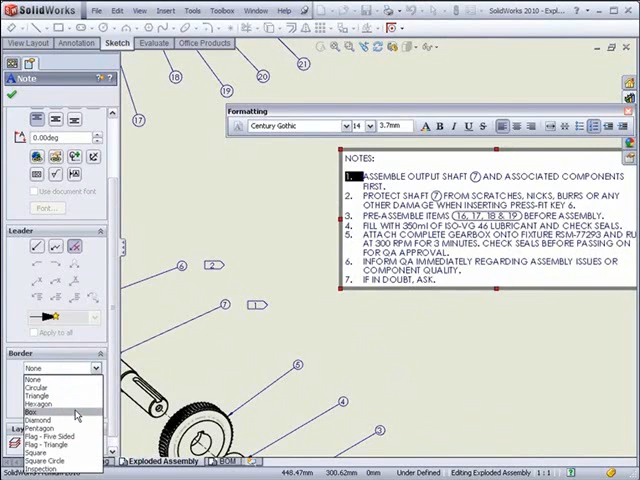 SolidWorks File Edit View Insert Tools Window Help SolidWorks 2010 - Expl...
View Layout Annotation Sketch Evaluate Office Products
Note
0.00deg
Use document font
Font...
Leader
Apply to all
Border
None
None
Circular
Triangle
Hexagon
Box
Diamond
Pentagon
Flag - Five Sided
Flag - Triangle
Square
Square Circle
Inspection
17
18
19
20
21
Formatting
Century Gothic 14 3.7mm
NOTES:
1. ASSEMBLE OUTPUT SHAFT 7 AND ASSOCIATED COMPONENTS
FIRST.
2. PROTECT SHAFT 7 FROM SCRATCHES, NICKS, BURRS OR ANY
OTHER DAMAGE WHEN INSERTING PRESS-FIT KEY 6.
3. PRE-ASSEMBLE ITEMS 16, 17, 18 & 19 BEFORE ASSEMBLY.
4. FILL WITH 350ml OF ISO-VG 46 LUBRICANT AND CHECK SEALS.
5. ATTACH COMPLETE GEARBOX ONTO FIXTURE RSM-77293 AND RU
AT 300 RPM FOR 3 MINUTES. CHECK SEALS BEFORE PASSING ON
FOR QA APPROVAL.
6. INFORM QA IMMEDIATELY REGARDING ASSEMBLY ISSUES OR
COMPONENT QUALITY.
7. IF IN DOUBT, ASK.
6 2
7 1
5
4
3
Exploded Assembly BOM
448.47mm 300.62mm Under Defined Editing Exploded Assembly 1 : 1